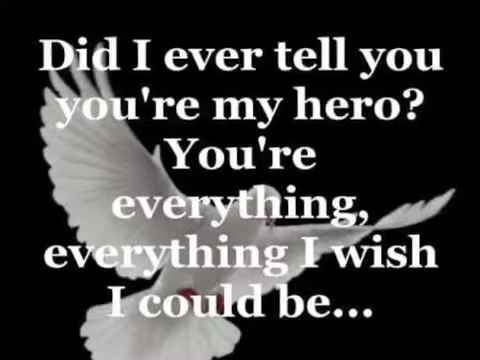 Did I ever tell you
you're my hero?
You're
everything,
everything I wish
I could be...